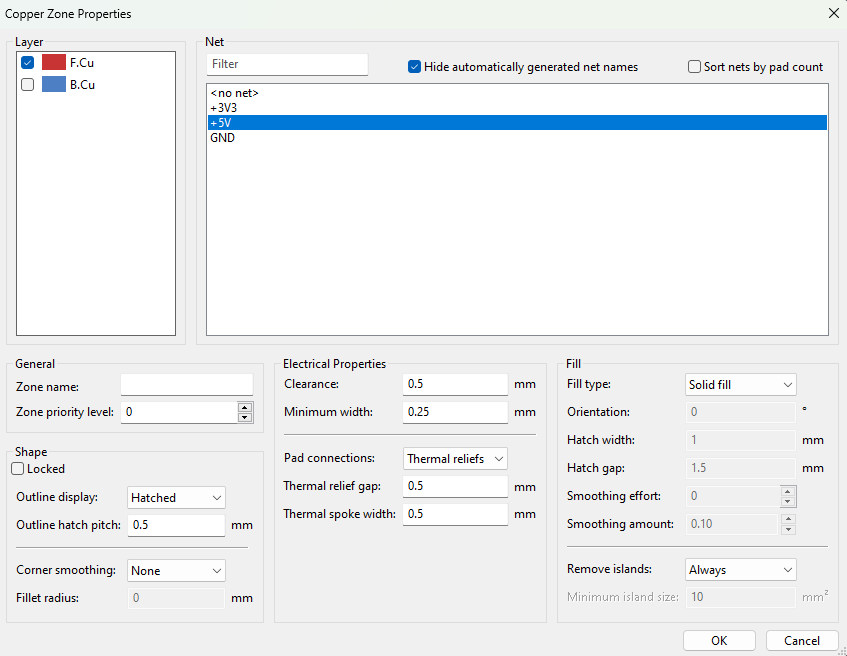 Copper Zone Properties
Layer
F.Cu
B.Cu
Net
Filter
Hide automatically generated net names
Sort nets by pad count
<no net>
+3V3
+5V
GND
General
Zone name:
Zone priority level: 0
Shape
Locked
Outline display: Hatched
Outline hatch pitch: 0.5 mm
Corner smoothing: None
Fillet radius: 0 mm
Electrical Properties
Clearance: 0.5 mm
Minimum width: 0.25 mm
Pad connections: Thermal reliefs
Thermal relief gap: 0.5 mm
Thermal spoke width: 0.5 mm
Fill
Fill type: Solid fill
Orientation: 0 °
Hatch width: 1 mm
Hatch gap: 1.5 mm
Smoothing effort: 0
Smoothing amount: 0.10
Remove islands: Always
Minimum island size: 10 mm²
OK Cancel